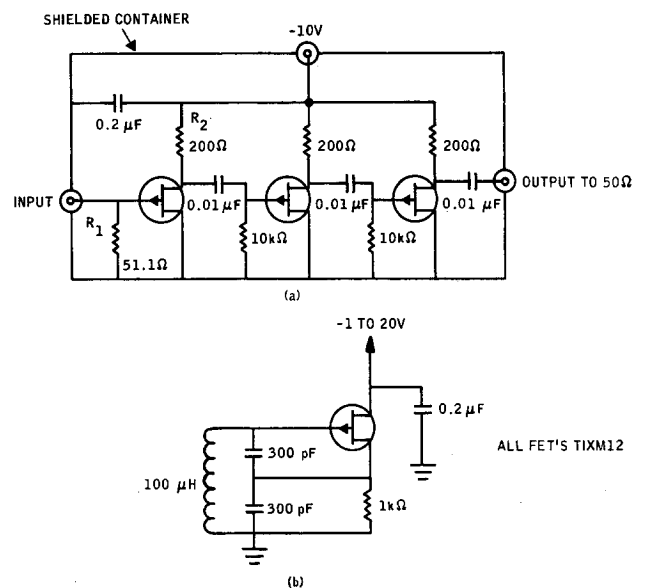 SHIELDED CONTAINER
-10V
0.2 µF
R2
200Ω
200Ω
200Ω
INPUT
OUTPUT TO 50Ω
0.01 µF
0.01 µF
0.01 µF
R1
51.1Ω
10kΩ
10kΩ
(a)
-1 TO 20V
0.2 µF
300 pF
ALL FET'S TIXM12
100 µH
300 pF
1kΩ
(b)